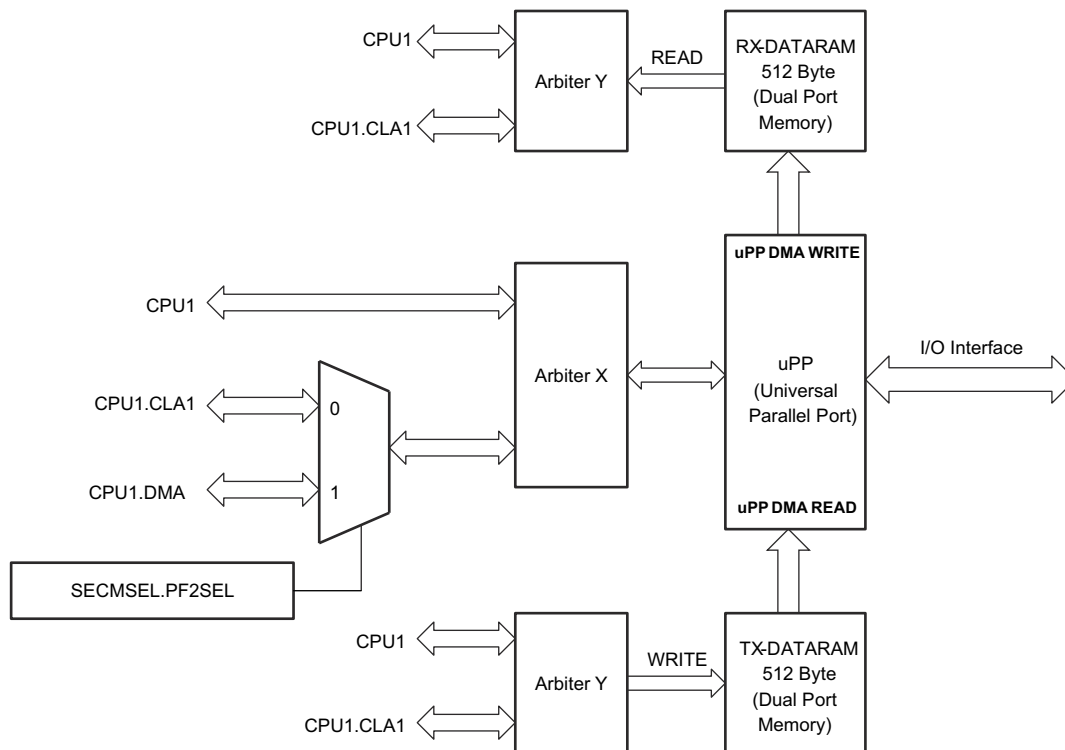 CPU1
CPU1.CLA1
Arbiter Y
READ
RX-DATARAM
512 Byte
(Dual Port
Memory)
CPU1
CPU1.CLA1
CPU1.DMA
0
1
SECMSEL.PF2SEL
Arbiter X
uPP DMA WRITE
uPP
(Universal
Parallel Port)
uPP DMA READ
I/O Interface
CPU1
CPU1.CLA1
Arbiter Y
WRITE
TX-DATARAM
512 Byte
(Dual Port
Memory)